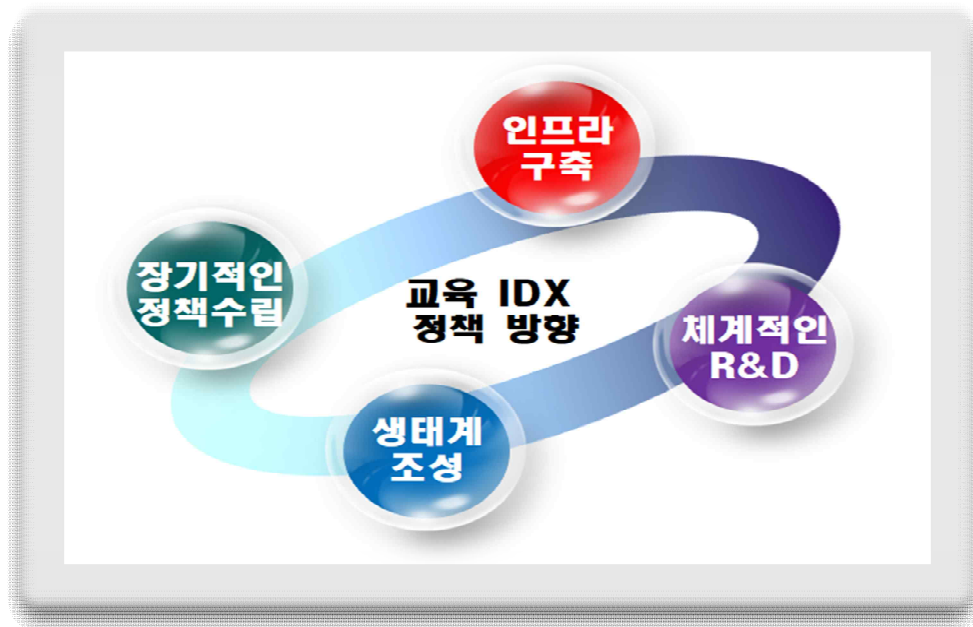 인프라
구축
장기적인
정책수립
교육 IDX
정책 방향
체계적인
R&D
생태계
조성